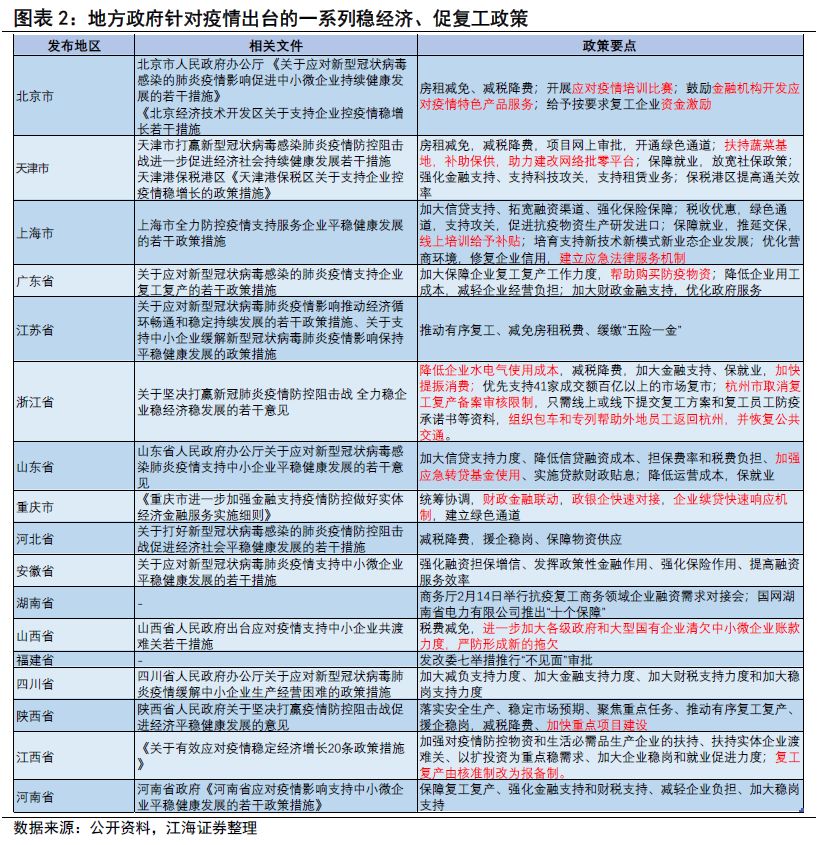 图表 2：地方政府针对疫情出台的一系列稳经济、促复工政策
发布地区
相关文件
政策要点
北京市
北京市人民政府办公厅 《关于应对新型冠状病毒
感染的肺炎疫情影响促进中小微企业持续健康发
展的若干措施》
《北京经济技术开发区关于支持企业控疫情稳增
长若干措施
房租减免、减税降费；开展应对疫情培训比赛；鼓励金融机构开发应
对疫情特色产品服务；给予按要求复工企业资金激励
天津市
天津市打赢新型冠状病毒感染肺炎疫情防控阻击
战进一步促进经济社会持续健康发展若干措施
天津港保税港区《天津港保税区关于支持企业控
疫情稳增长的政策措施》
房租减免，减税降费，项目网上审批，开通绿色通道；扶持蔬菜基
地，补助保供，助力建改网络批零平台；保障就业，放宽社保政策；
强化金融支持、支持科技攻关，支持租赁业务；保税港区提高通关效
率
上海市
上海市全力防控疫情支持服务企业平稳健康发展
的若干政策措施
加大信贷支持、拓宽融资渠道、强化保险保障；税收优惠，绿色通
道，支持攻关，促进抗疫物资生产研发进口；保障就业，推延交保，
线上培训给予补贴；培育支持新技术新模式新业态企业发展；优化营
商环境，修复企业信用，建立应急法律服务机制
广东省
关于应对新型冠状病毒感染的肺炎疫情支持企业
复工复产的若干政策措施
加大保障企业复工复产工作力度，帮助购买防疫物资；降低企业用工
成本，减轻企业经营负担；加大财政金融支持，优化政府服务
江苏省
关于应对新型冠状病毒肺炎疫情影响推动经济循
环畅通和稳定持续发展的若干政策措施、关于支
持中小企业缓解新型冠状病毒肺炎疫情影响保持
平稳健康发展的政策措施
推动有序复工、减免房租税费、缓缴“五险一金”
浙江省
关于坚决打赢新冠肺炎疫情防控阻击战 全力稳企
业稳经济稳发展的若干意见
降低企业水电气使用成本，减税降费，加大金融支持、保就业，加快
提振消费；优先支持41家成交额百亿以上的市场复市；杭州市取消复
工复产备案审核限制，只需线上或线下提交复工方案和复工员工防疫
承诺书等资料，组织包车和专列帮助外地员工返回杭州，并恢复公共
交通。
山东省
山东省人民政府办公厅关于应对新型冠状病毒感
染肺炎疫情支持中小企业平稳健康发展的若干意
见
加大信贷支持力度、降低信贷融资成本、担保费率和税费负担、加强
应急转贷基金使用、实施贷款财政贴息；降低运营成本，保就业
重庆市
《重庆市进一步加强金融支持疫情防控做好实体
经济金融服务实施细则》
统筹协调，财政金融联动，政银企快速对接，企业续贷快速响应机
制，建立绿色通道
河北省
关于打好新型冠状病毒感染的肺炎疫情防控阻击
战促进经济社会平稳健康发展的若干措施
减税降费，援企稳岗、保障物资供应
安徽省
关于应对新型冠状病毒肺炎疫情支持中小微企业
平稳健康发展的若干措施
强化融资担保增信、发挥政策性金融作用、强化保险作用、提高融资
服务效率
湖南省
-
商务厅2月14日举行抗疫复工商务领域企业融资需求对接会；国网湖
南省电力有限公司推出“十个保障”
山西省
山西省人民政府出台应对疫情支持中小企业共渡
难关若干措施
税费减免，进一步加大各级政府和大型国有企业清欠中小微企业账款
力度，严防形成新的拖欠
福建省
-
发改委七举措推行“不见面”审批
四川省
四川省人民政府办公厅关于应对新型冠状病毒肺
炎疫情缓解中小企业生产经营困难的政策措施
加大减负支持力度、加大金融支持力度、加大财税支持力度和加大稳
岗支持力度
陕西省
陕西省人民政府关于坚决打赢疫情防控阻击战促
进经济平稳健康发展的意见
落实安全生产、稳定市场预期、聚焦重点任务、推动有序复工复产、
援企稳岗，减税降费、加快重点项目建设
江西省
《关于有效应对疫情稳定经济增长20条政策措施
》
加强对疫情防控物资和生活必需品生产企业的扶持、扶持实体企业渡
难关、以扩投资为重点稳需求、加大企业稳岗和就业促进力度；复工
复产由核准制改为报备制。
河南省
河南省政府《河南省应对疫情影响支持中小微企
业平稳健康发展的若干政策措施》
保障复工复产、强化金融支持和财税支持、减轻企业负担、加大稳岗
支持
数据来源：公开资料，江海证券整理